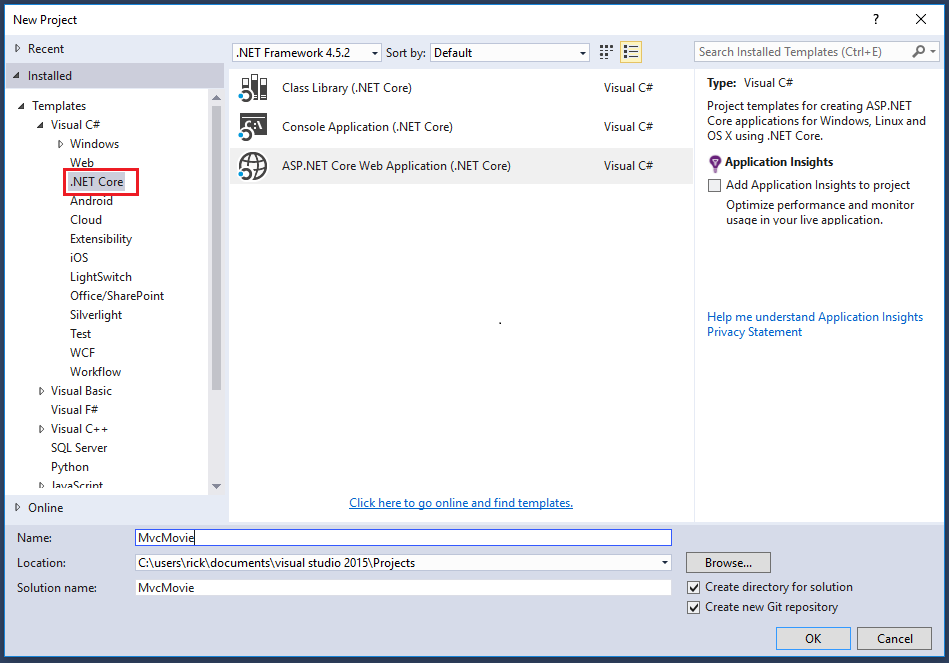 New Project
?
Recent
Installed
.NET Framework 4.5.2 Sort by: Default
Search Installed Templates (Ctrl+E)
Templates
Visual C#
Windows
Web
.NET Core
Android
Cloud
Extensibility
iOS
LightSwitch
Office/SharePoint
Silverlight
Test
WCF
Workflow
Visual Basic
Visual F#
Visual C++
SQL Server
Python
JavaScript
Online
Class Library (.NET Core) Visual C#
Console Application (.NET Core) Visual C#
ASP.NET Core Web Application (.NET Core) Visual C#
Click here to go online and find templates.
Type: Visual C#
Project templates for creating ASP.NET
Core applications for Windows, Linux and
OS X using .NET Core.
Application Insights
Add Application Insights to project
Optimize performance and monitor
usage in your live application.
Help me understand Application Insights
Privacy Statement
Name: MvcMovie
Location: C:\users\rick\documents\visual studio 2015\Projects
Browse...
Solution name: MvcMovie
Create directory for solution
Create new Git repository
OK Cancel